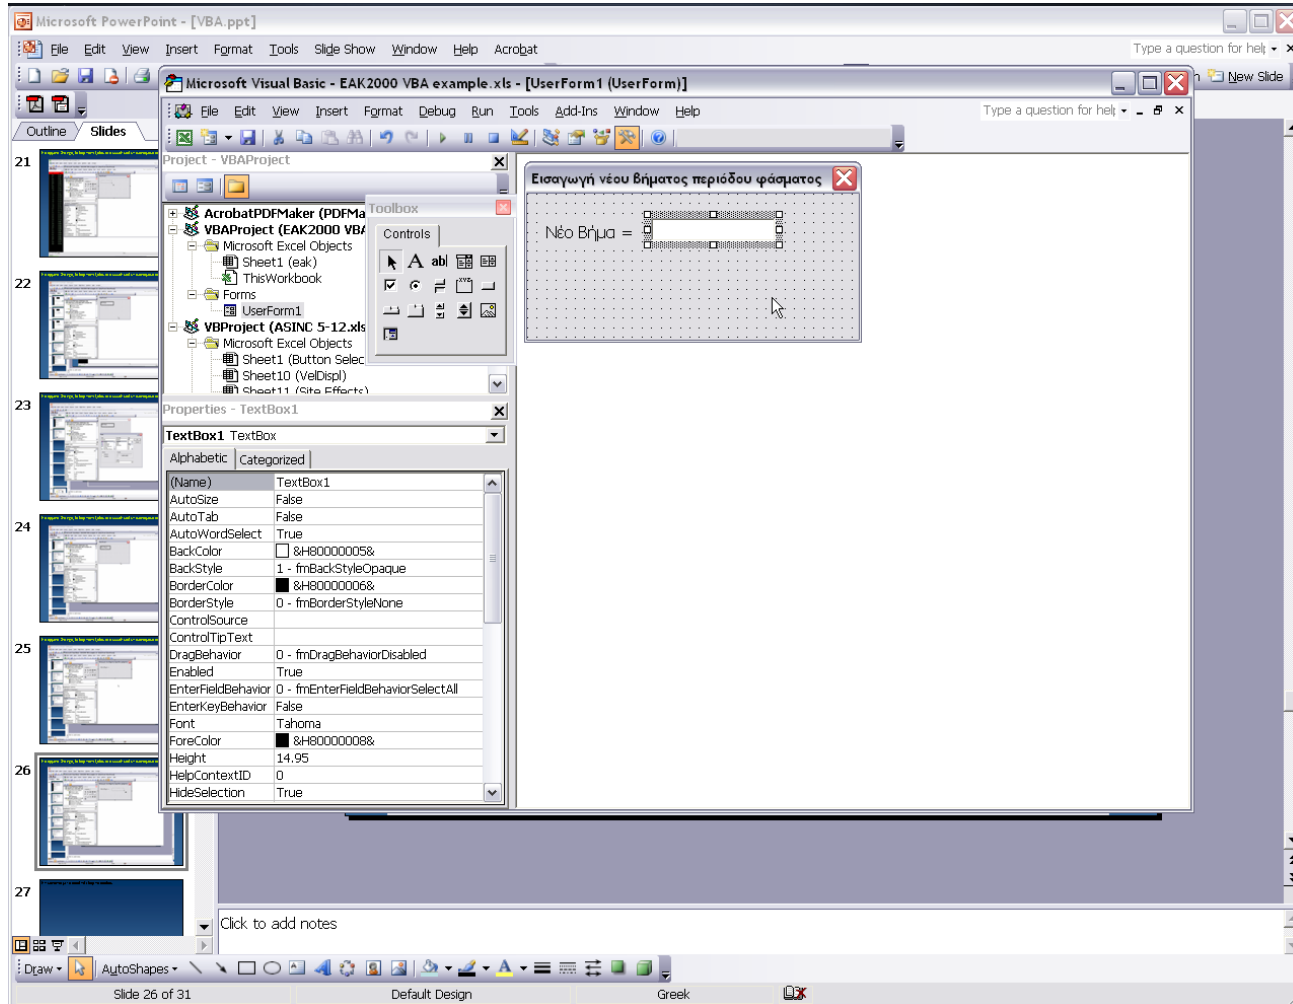 Microsoft PowerPoint - [VBA.ppt]
File Edit View Insert Format Tools Slide Show Window Help Acrobat
Type a question for help
New Slide
Outline Slides
21
22
23
24
25
26
27
Microsoft Visual Basic - EAK2000 VBA example.xls - [UserForm1 (UserForm)]
File Edit View Insert Format Debug Run Tools Add-Ins Window Help
Type a question for help
Project - VBAProject
AcrobatPDFMaker (PDFMa
VBAProject (EAK2000 VBA
Microsoft Excel Objects
Sheet1 (eak)
ThisWorkbook
Forms
UserForm1
VBProject (ASINC 5-12.xls
Microsoft Excel Objects
Sheet1 (Button Selec
Sheet10 (VelDispl)
Sheet11 (Site Effects)
Toolbox
Controls
A ab|
Εισαγωγή νέου βήματος περιόδου φάσματος
Νέο Βήμα =
Properties - TextBox1
TextBox1 TextBox
Alphabetic Categorized
(Name) TextBox1
AutoSize False
AutoTab False
AutoWordSelect True
BackColor &H80000005&
BackStyle 1 - fmBackStyleOpaque
BorderColor &H80000006&
BorderStyle 0 - fmBorderStyleNone
ControlSource
ControlTipText
DragBehavior 0 - fmDragBehaviorDisabled
Enabled True
EnterFieldBehavior 0 - fmEnterFieldBehaviorSelectAll
EnterKeyBehavior False
Font Tahoma
ForeColor &H80000008&
Height 14.95
HelpContextID 0
HideSelection True
Click to add notes
Draw AutoShapes
Slide 26 of 31 Default Design Greek